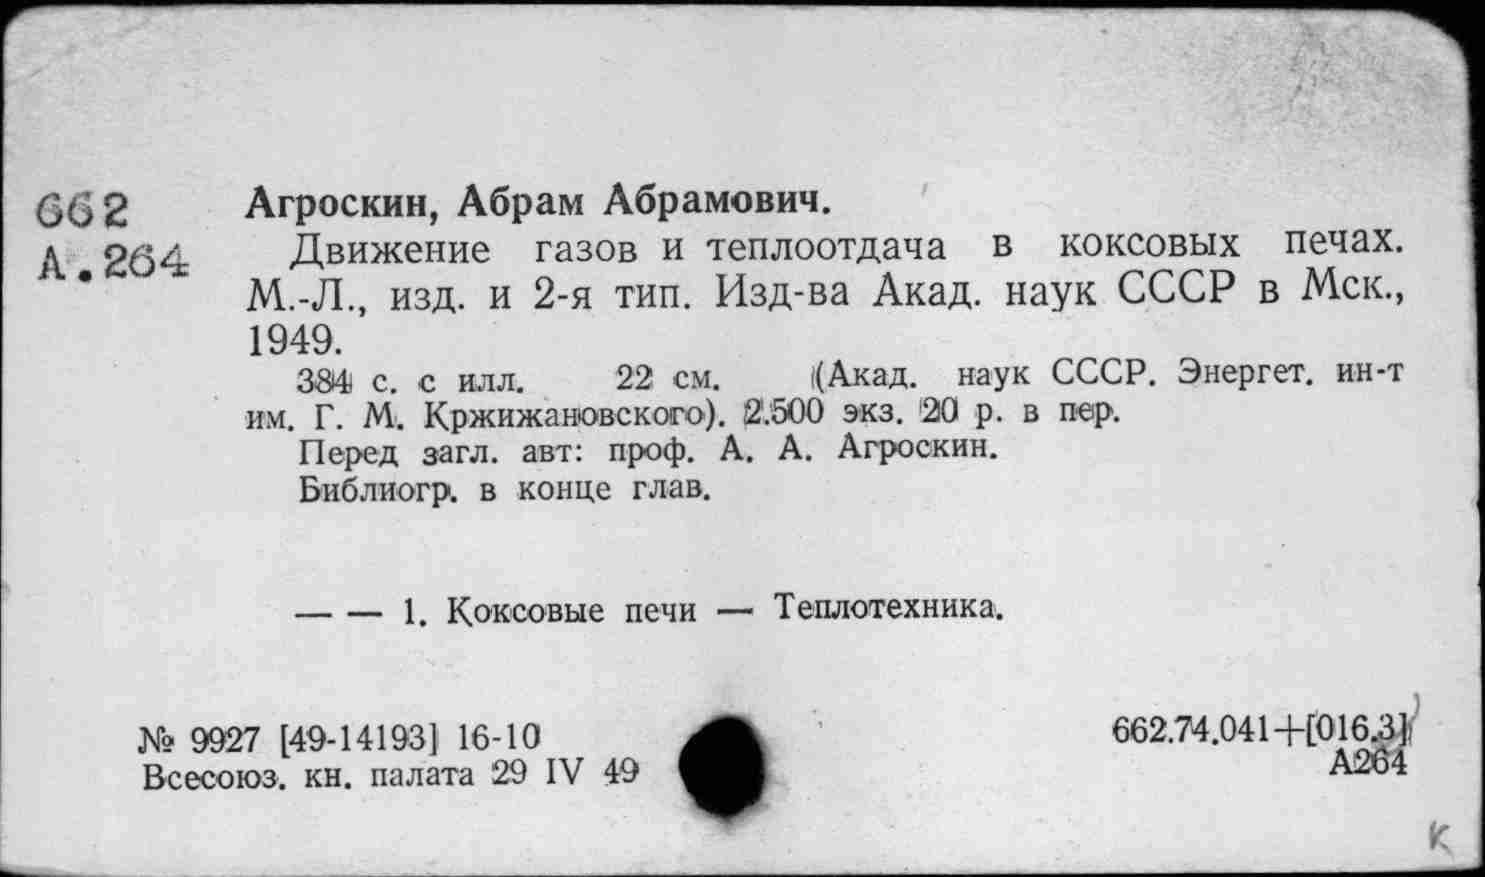 662
А.264
Агроскин, Абрам Абрамович.
Движение газов и теплоотдача в коксовых печах.
М.-Л., изд. и 2-я тип. Изд-ва Акад. наук СССР в Мск.,
1949.
384 с. с илл. 22 см. (Акад. наук СССР. Энергет. ин-т
им. Г. М. Кржижановского). 2.500 экз. 20 р. в пер.
Перед загл. авт: проф. А. А. Агроскин.
Библиогр. в конце глав.
— — 1. Коксовые печи — Теплотехника.
№ 9927 [49-14193] 16-10
Всесоюз. кн. палата 29 IV 49
662.74.041+[016.3]
А264
К